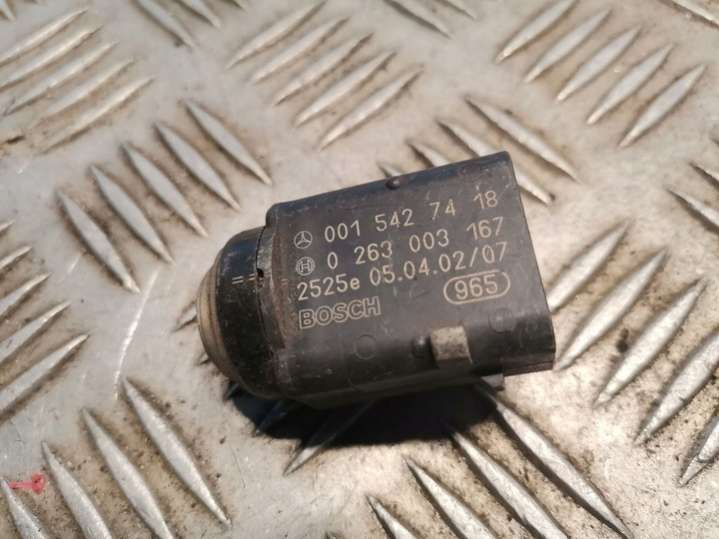 001 542 74 18
0 263 003 167
2525e 05.04.02/07
BOSCH 965